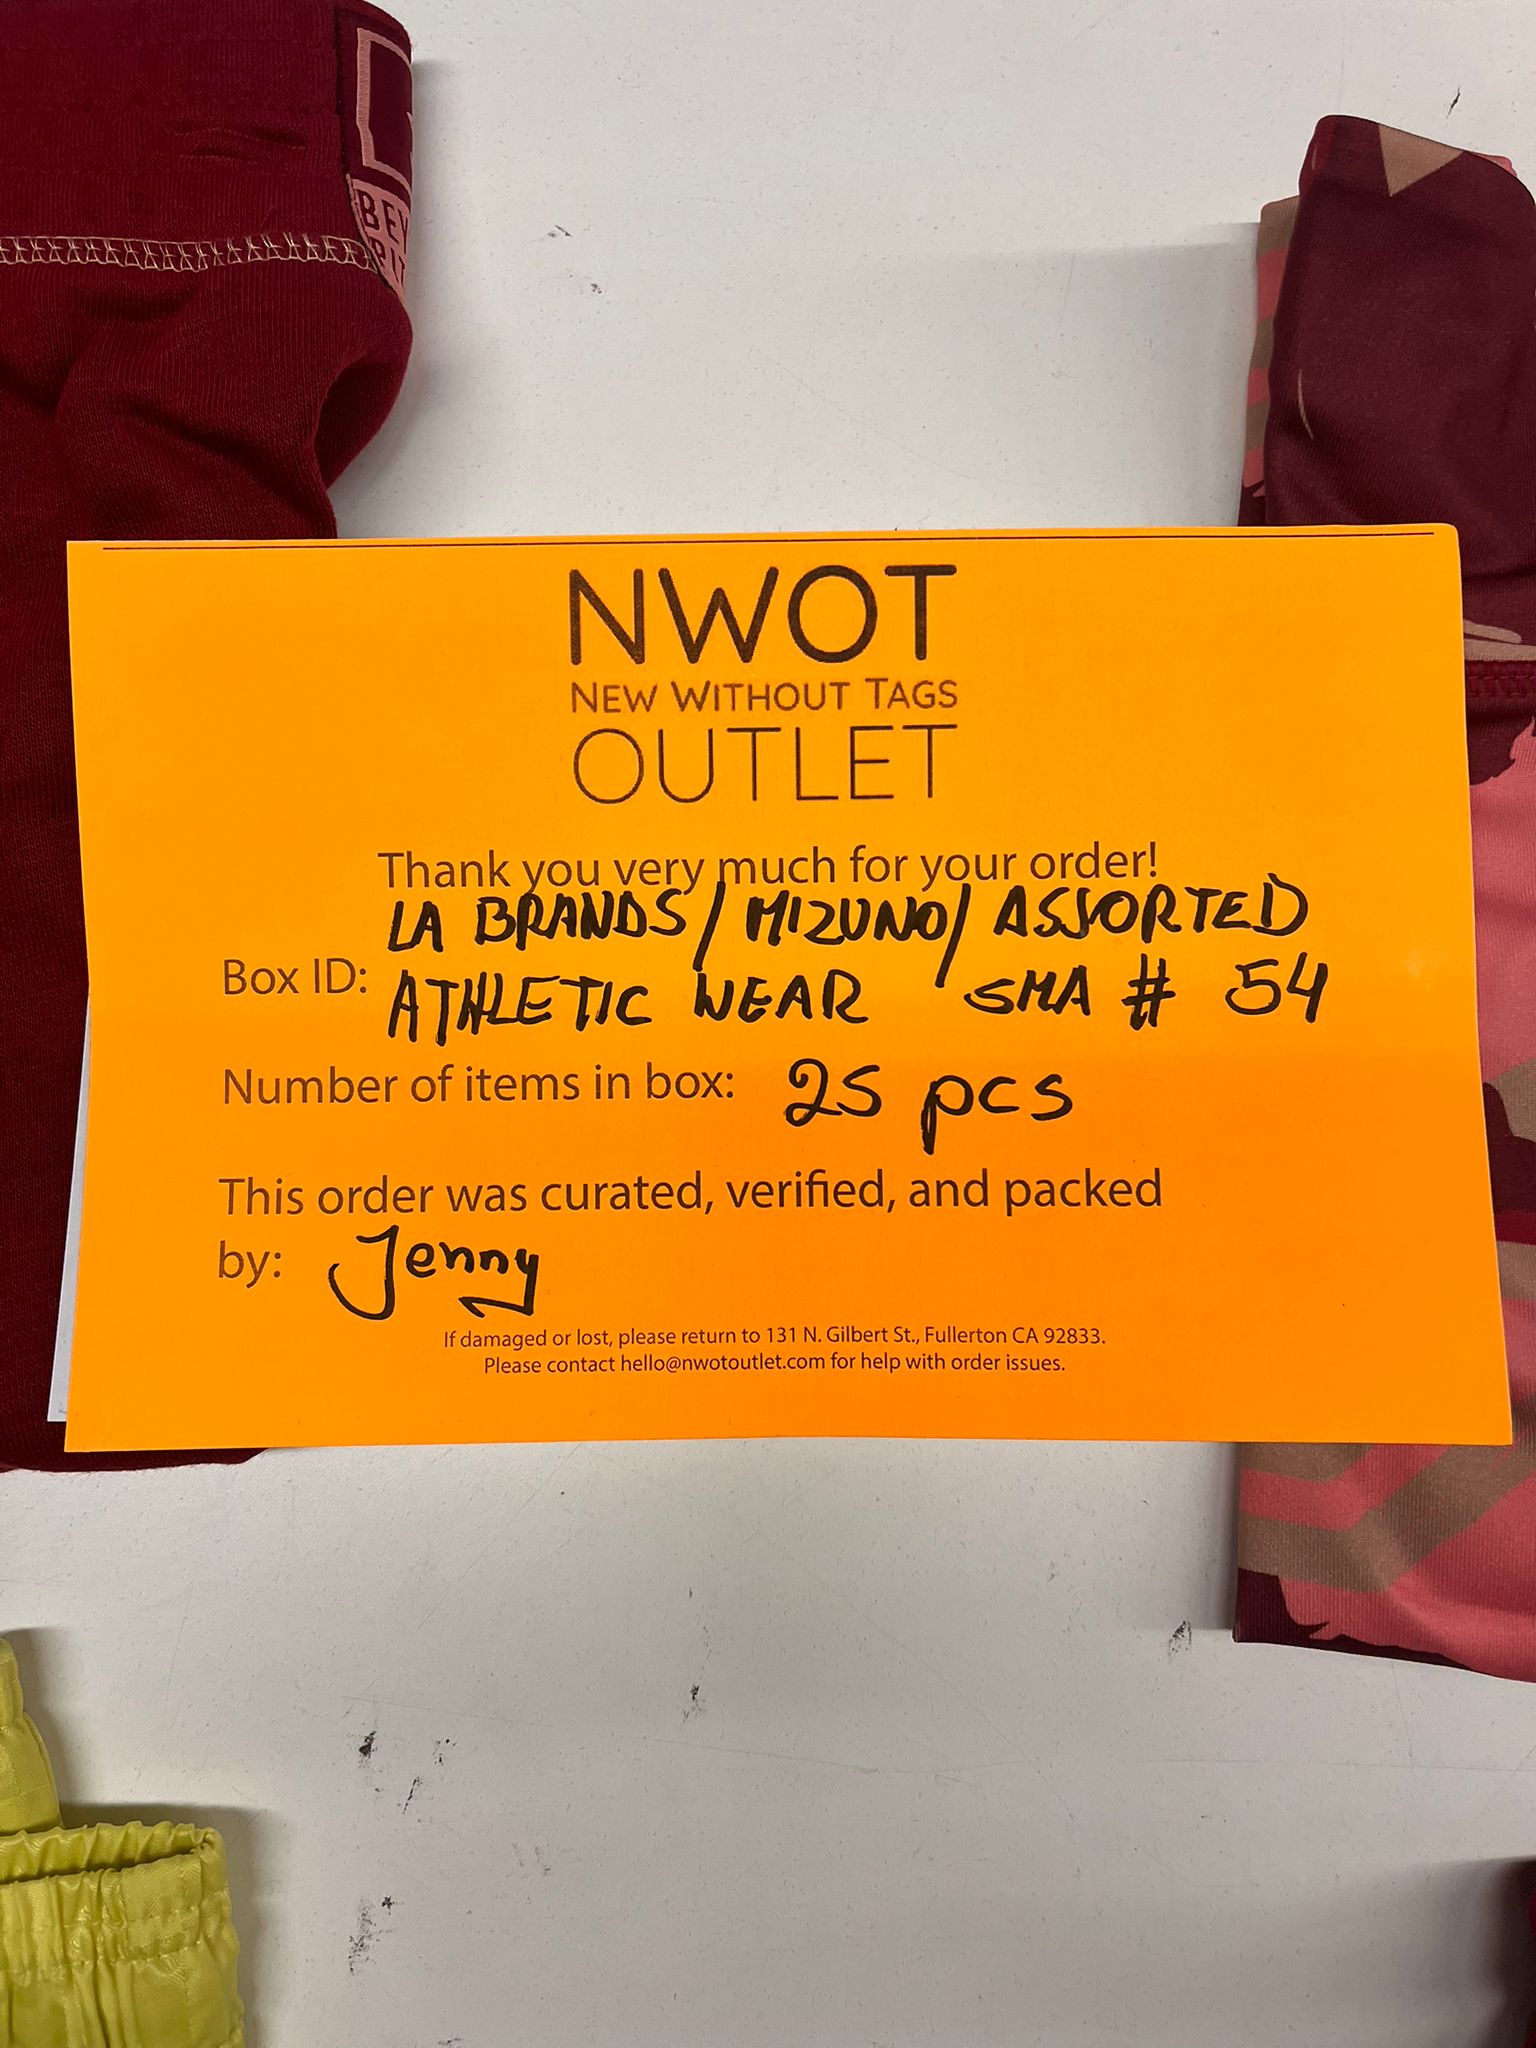 BEY
NWOT
NEW WITHOUT TAGS
OUTLET
Thank you very much for your order!
LA BRANDS/MIZUNO/ASSORTED
Box ID: ATHLETIC WEAR SMA # 54
Number of items in box: 25 pcs
This order was curated, verified, and packed
by: Jenny
If damaged or lost, please return to 131 N. Gilbert St., Fullerton CA 92833.
Please contact hello@nwotoutlet.com for help with order issues.